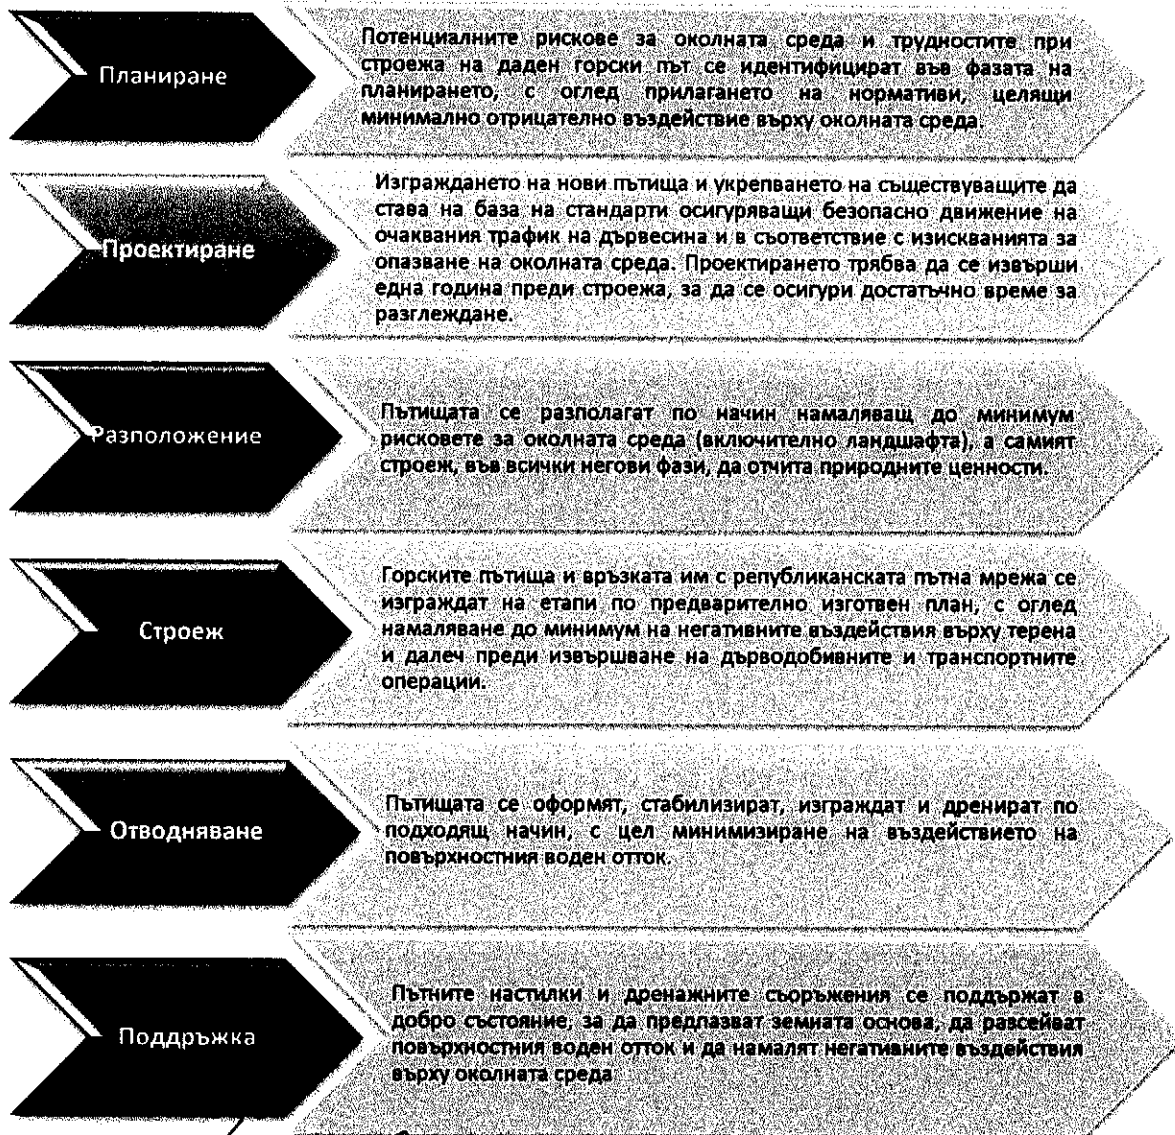 Планиране
Потенциалните рискове за околната среда и трудностите при
строежа на даден горски път се идентифицират във фазата на
планирането, с оглед прилагането на нормативи, целящи
минимално отрицателно въздействие върху околната среда.
Проектиране
Изграждането на нови пътища и укрепването на съществуващите да
става на база на стандарти осигуряващи безопасно движение на
очаквания трафик на дървесина и в съответствие с изискванията за
опазване на околната среда. Проектирането трябва да се извърши
една година преди строежа, за да се осигури достатъчно време за
разглеждане.
Разположение
Пътищата се разполагат по начин намаляващ до минимум
рисковете за околната среда (включително ландшафта), а самият
строеж, във всички негови фази, да отчита природните ценности.
Строеж
Горските пътища и връзката им с републиканската пътна мрежа се
изграждат на етапи по предварително изготвен план, с оглед
намаляване до минимум на негативните въздействия върху терена
и далеч преди извършване на дърводобивните и транспортните
операции.
Отводняване
Пътищата се оформят, стабилизират, изграждат и дренират по
подходящ начин, с цел минимизиране на въздействието на
повърхностния воден отток.
Поддръжка
Пътните настилки и дренажните съоръжения се поддържат в
добро състояние, за да предпазват земната основа, да разсейват
повърхностния воден отток и да намалят негативните въздействия
върху околната среда